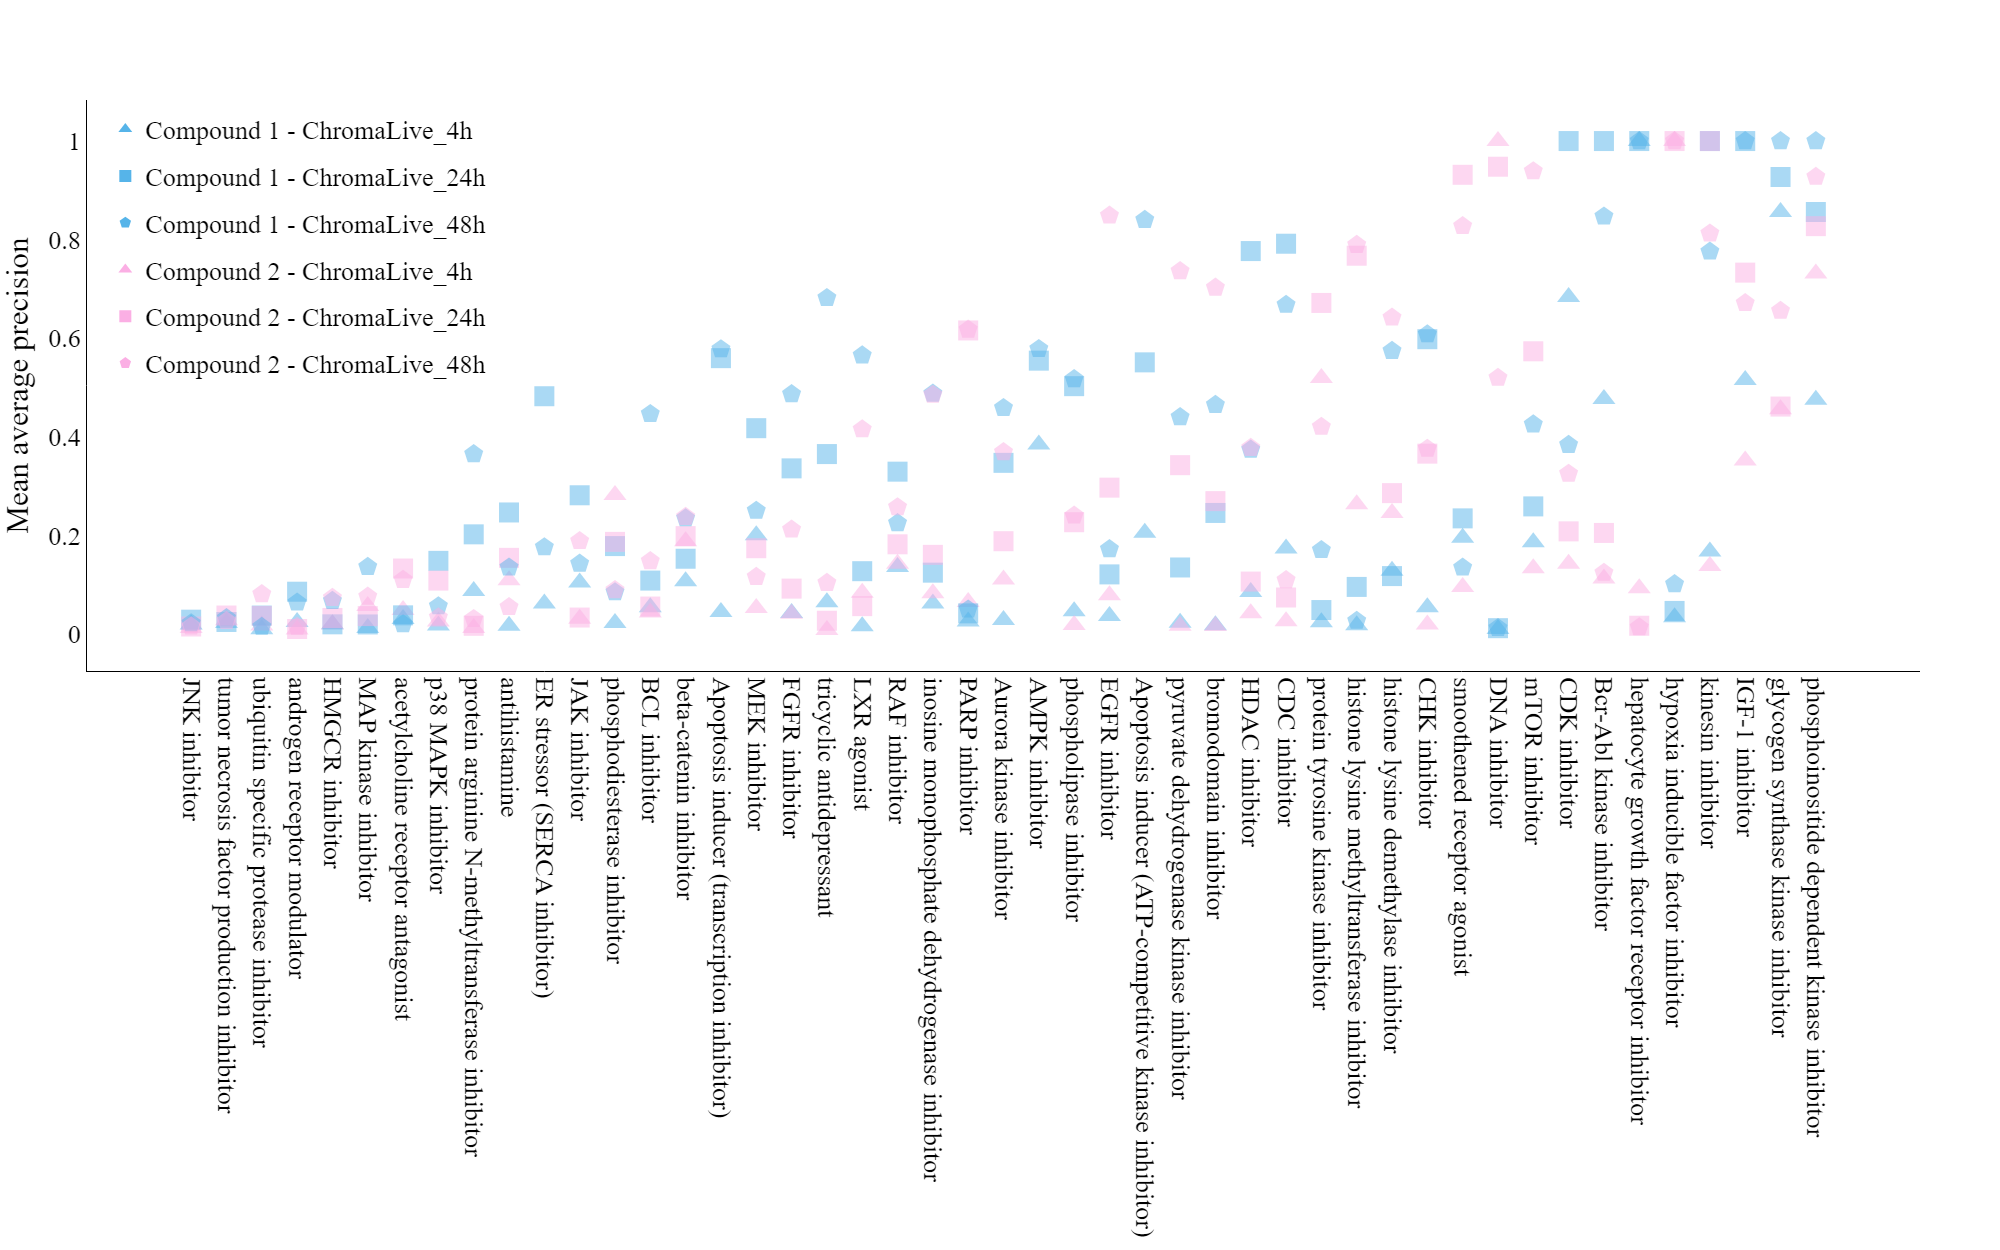 Compound 1 - ChromaLive_4h
Compound 1 - ChromaLive_24h
Compound 1 - ChromaLive_48h
Compound 2 - ChromaLive_4h
Compound 2 - ChromaLive_24h
Compound 2 - ChromaLive_48h
Mean average precision
1
0.8
0.6
0.4
0.2
0
JNK inhibitor
tumor necrosis factor production inhibitor
ubiquitin specific protease inhibitor
androgen receptor modulator
HMGCR inhibitor
MAP kinase inhibitor
acetylcholine receptor antagonist
p38 MAPK inhibitor
protein arginine N-methyltransferase inhibitor
antihistamine
ER stressor (SERCA inhibitor)
JAK inhibitor
phosphodiesterase inhibitor
BCL inhibitor
beta-catenin inhibitor
Apoptosis inducer (transcription inhibitor)
MEK inhibitor
FGFR inhibitor
tricyclic antidepressant
LXR agonist
RAF inhibitor
inosine monophosphate dehydrogenase inhibitor
PARP inhibitor
Aurora kinase inhibitor
AMPK inhibitor
phospholipase inhibitor
EGFR inhibitor
Apoptosis inducer (ATP-competitive kinase inhibitor)
pyruvate dehydrogenase kinase inhibitor
bromodomain inhibitor
HDAC inhibitor
CDC inhibitor
protein tyrosine kinase inhibitor
histone lysine methyltransferase inhibitor
histone lysine demethylase inhibitor
CHK inhibitor
smoothened receptor agonist
DNA inhibitor
mTOR inhibitor
CDK inhibitor
Bcr-Abl kinase inhibitor
hepatocyte growth factor receptor inhibitor
hypoxia inducible factor inhibitor
kinesin inhibitor
IGF-1 inhibitor
glycogen synthase kinase inhibitor
phosphoinositide dependent kinase inhibitor